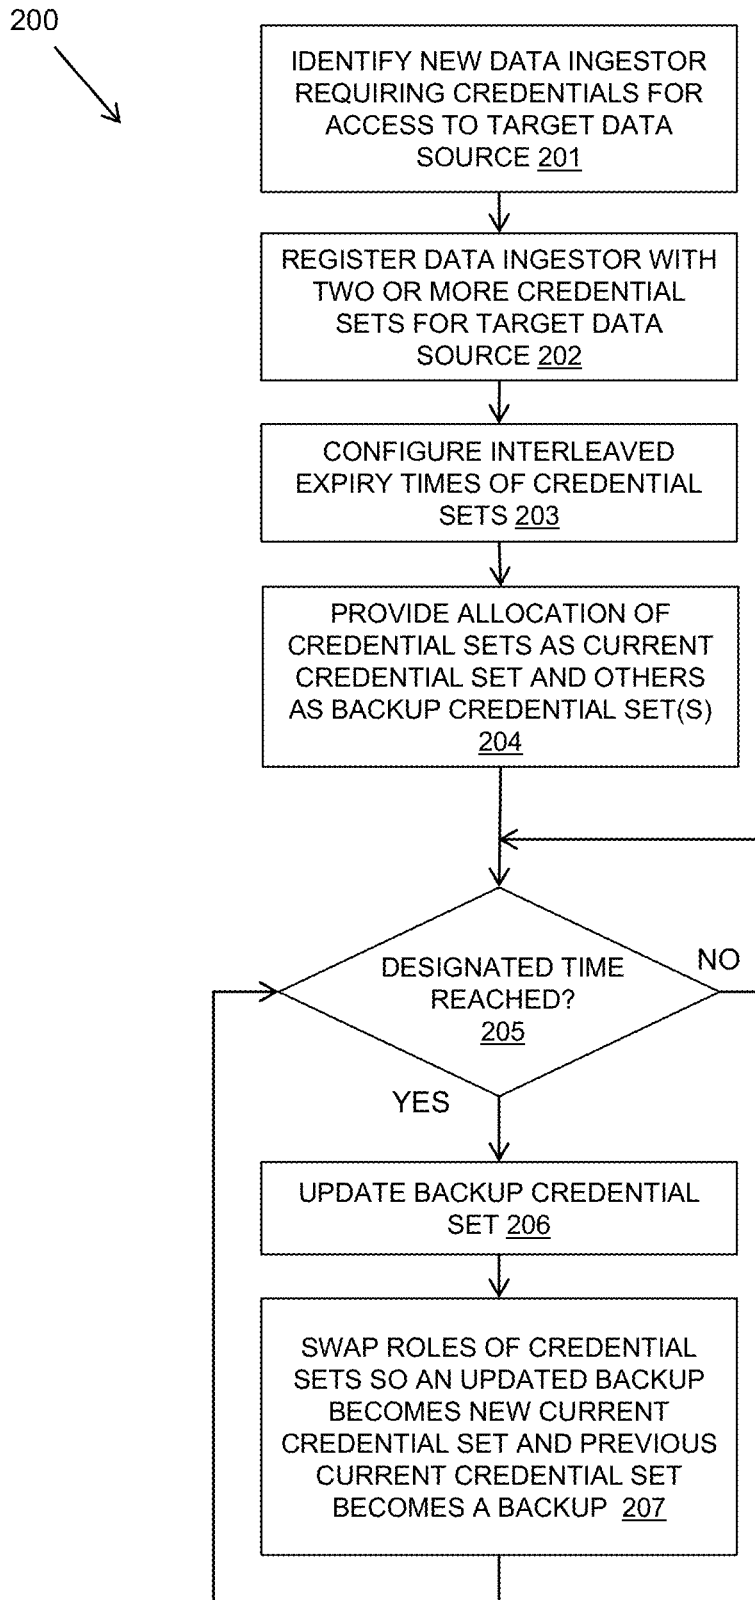 200
IDENTIFY NEW DATA INGESTOR
REQUIRING CREDENTIALS FOR
ACCESS TO TARGET DATA
SOURCE 201
REGISTER DATA INGESTOR WITH
TWO OR MORE CREDENTIAL
SETS FOR TARGET DATA
SOURCE 202
CONFIGURE INTERLEAVED
EXPIRY TIMES OF CREDENTIAL
SETS 203
PROVIDE ALLOCATION OF
CREDENTIAL SETS AS CURRENT
CREDENTIAL SET AND OTHERS
AS BACKUP CREDENTIAL SET(S)
204
DESIGNATED TIME
REACHED?
205
NO
YES
UPDATE BACKUP CREDENTIAL
SET 206
SWAP ROLES OF CREDENTIAL
SETS SO AN UPDATED BACKUP
BECOMES NEW CURRENT
CREDENTIAL SET AND PREVIOUS
CURRENT CREDENTIAL SET
BECOMES A BACKUP 207